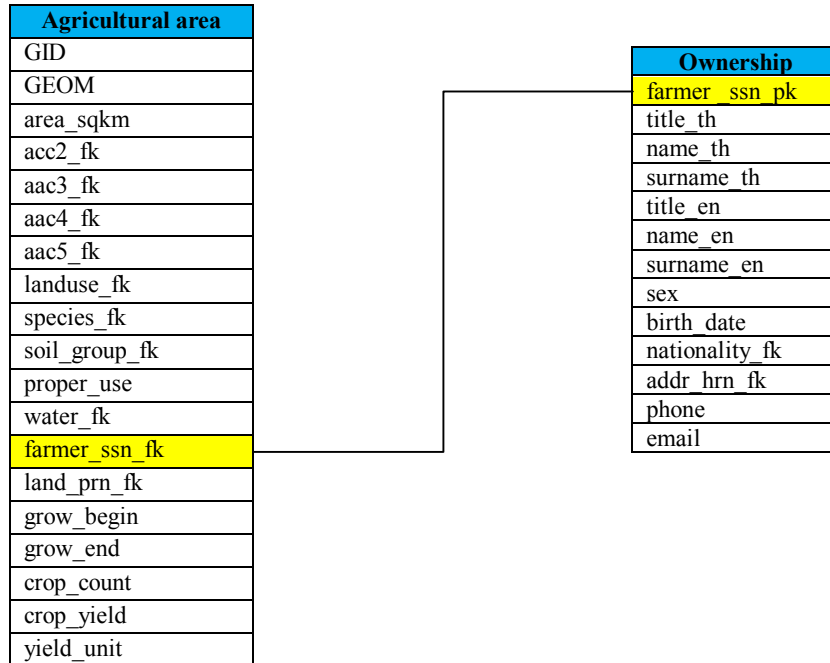 Agricultural area
GID
GEOM
area_sqkm
acc2_fk
aac3_fk
aac4_fk
aac5_fk
landuse_fk
species_fk
soil_group_fk
proper_use
water_fk
farmer_ssn_fk
land_prn_fk
grow_begin
grow_end
crop_count
crop_yield
yield_unit
Ownership
farmer _ssn_pk
title_th
name_th
surname_th
title_en
name_en
surname_en
sex
birth_date
nationality_fk
addr_hrn_fk
phone
email